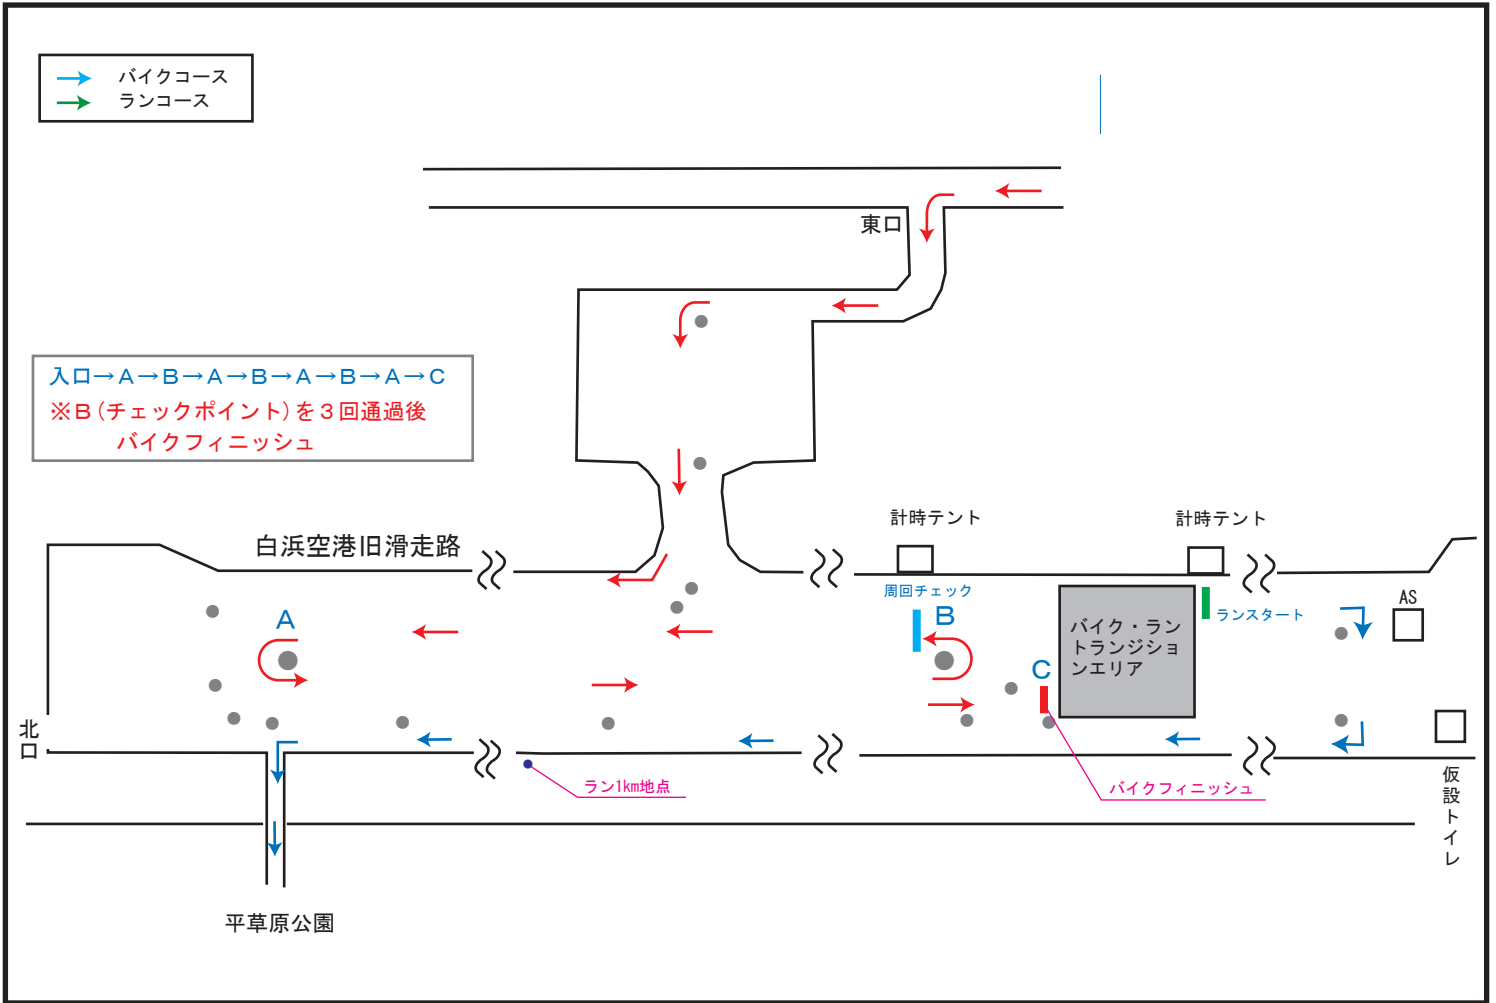 バイクコース
ランコース
東口
入口→A→B→A→B→A→B→A→C
※B(チェックポイント)を3回通過後
バイクフィニッシュ
計時テント
計時テント
白浜空港旧滑走路
周回チェック
B
A
AS
ランスタート
バイク・ラン
トランジショ
ンエリア
C
北口
ラン1km地点
バイクフィニッシュ
仮設トイレ
平草原公園